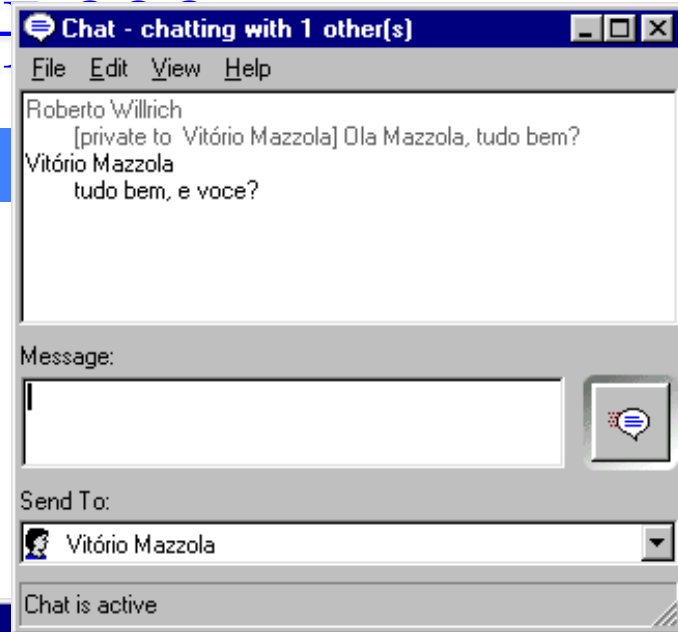 Chat - chatting with 1 other(s)
File Edit View Help
Roberto Willrich
[private to Vitório Mazzola] Ola Mazzola, tudo bem?
Vitório Mazzola
tudo bem, e voce?
Message:
Send To:
Vitório Mazzola
Chat is active